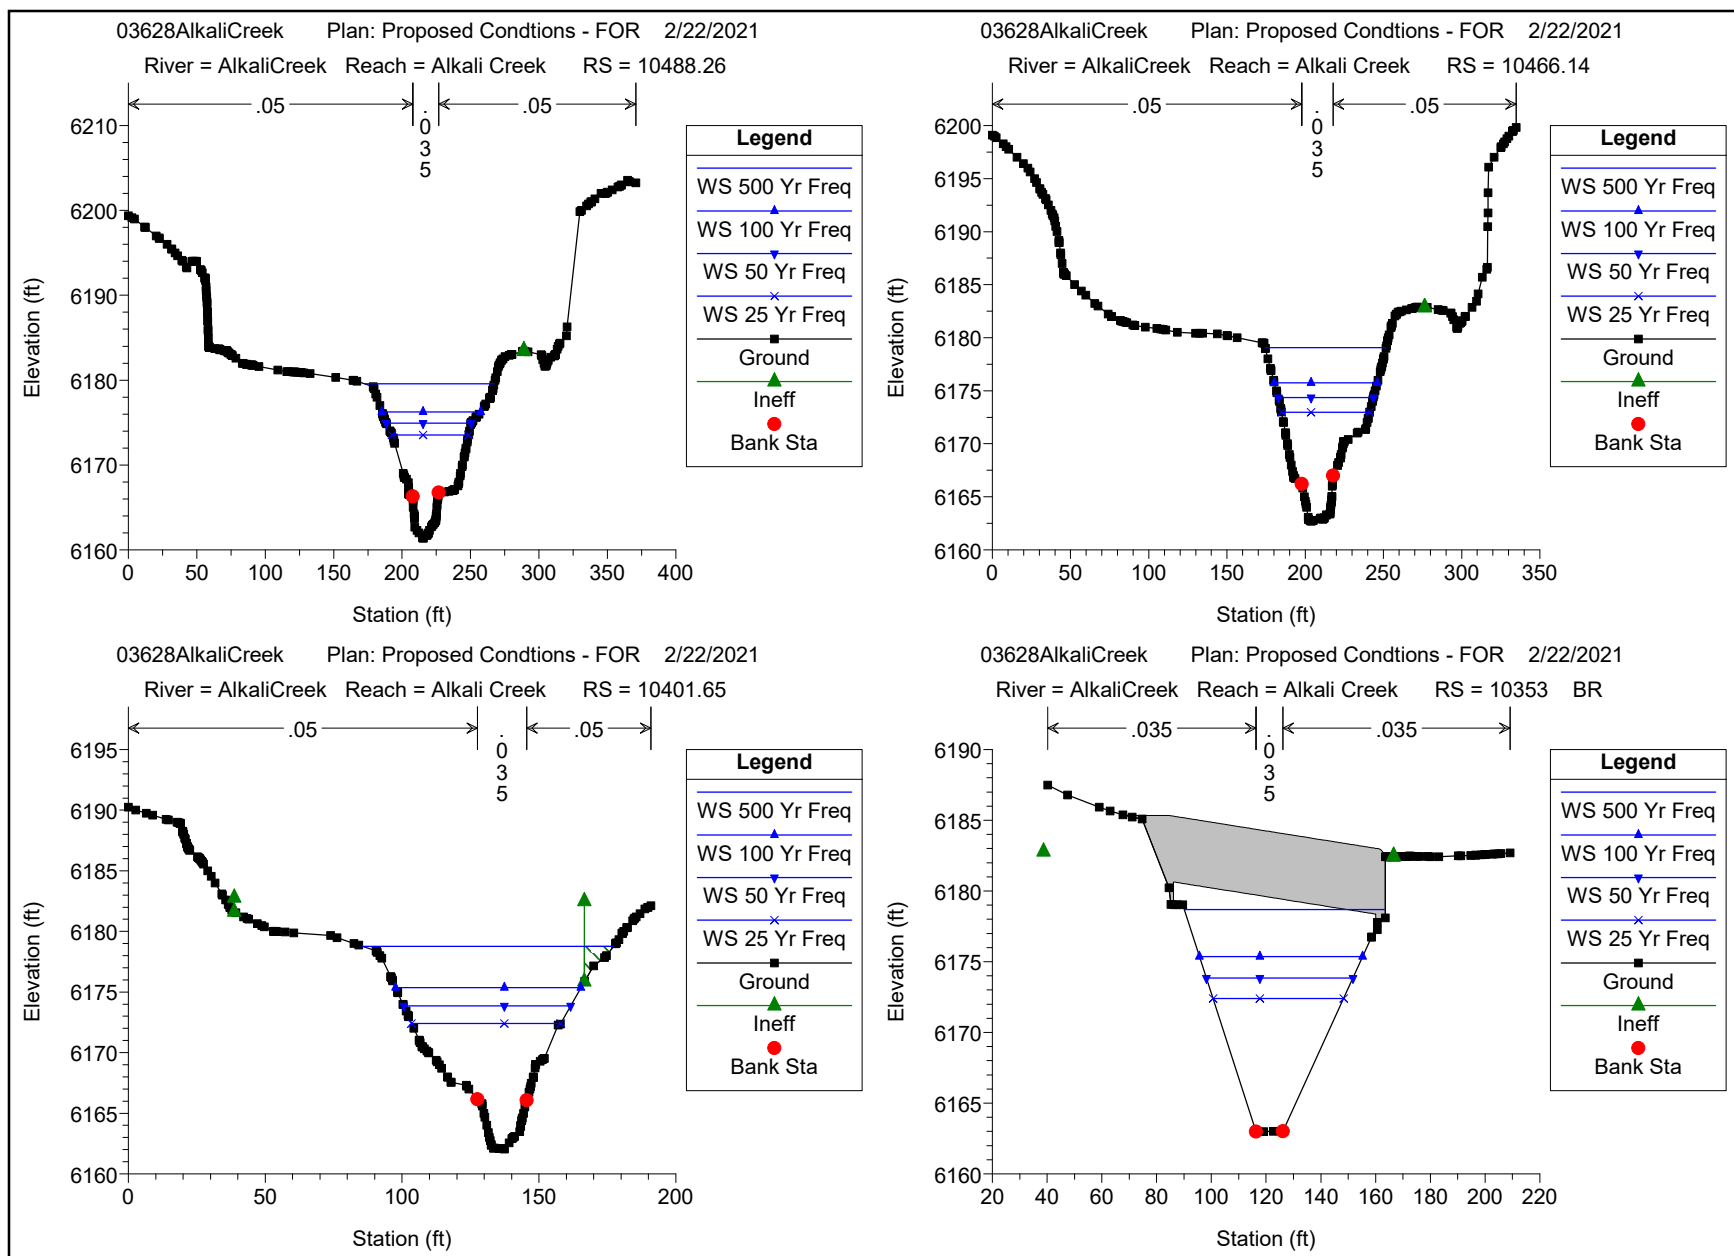 03628AlkaliCreek Plan: Proposed Condtions - FOR 2/22/2021
River = AlkaliCreek Reach = Alkali Creek RS = 10488.26
.05
.035
.05
6210
6200
6190
6180
6170
6160
Elevation (ft)
0 50 100 150 200 250 300 350 400
Station (ft)
Legend
WS 500 Yr Freq
WS 100 Yr Freq
WS 50 Yr Freq
WS 25 Yr Freq
Ground
Ineff
Bank Sta
03628AlkaliCreek Plan: Proposed Condtions - FOR 2/22/2021
River = AlkaliCreek Reach = Alkali Creek RS = 10466.14
.05
.035
.05
6200
6195
6190
6185
6180
6175
6170
6165
6160
Elevation (ft)
0 50 100 150 200 250 300 350
Station (ft)
Legend
WS 500 Yr Freq
WS 100 Yr Freq
WS 50 Yr Freq
WS 25 Yr Freq
Ground
Ineff
Bank Sta
03628AlkaliCreek Plan: Proposed Condtions - FOR 2/22/2021
River = AlkaliCreek Reach = Alkali Creek RS = 10401.65
.05
.035
.05
6195
6190
6185
6180
6175
6170
6165
6160
Elevation (ft)
0 50 100 150 200
Station (ft)
Legend
WS 500 Yr Freq
WS 100 Yr Freq
WS 50 Yr Freq
WS 25 Yr Freq
Ground
Ineff
Bank Sta
03628AlkaliCreek Plan: Proposed Condtions - FOR 2/22/2021
River = AlkaliCreek Reach = Alkali Creek RS = 10353 BR
.035
.035
.035
6190
6185
6180
6175
6170
6165
6160
Elevation (ft)
20 40 60 80 100 120 140 160 180 200 220
Station (ft)
Legend
WS 500 Yr Freq
WS 100 Yr Freq
WS 50 Yr Freq
WS 25 Yr Freq
Ground
Ineff
Bank Sta